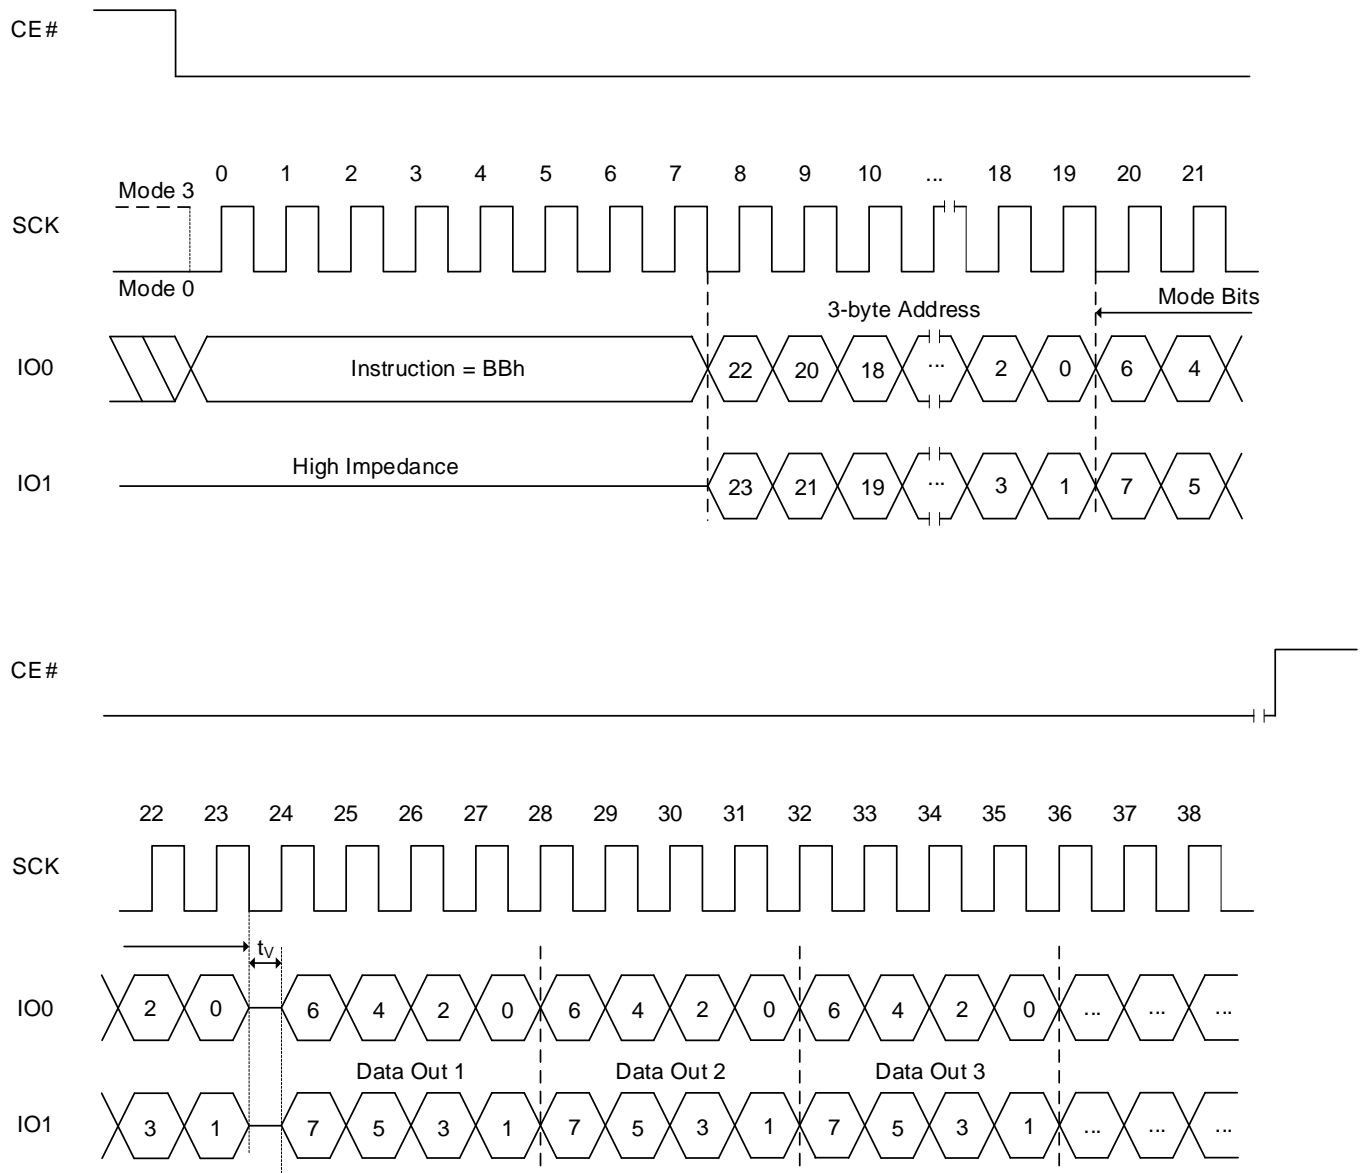 CE#
0 1 2 3 4 5 6 7 8 9 10 ... 18 19 20 21
Mode 3
SCK
Mode 0
3-byte Address
Mode Bits
IO0 Instruction = BBh 22 20 18 ... 2 0 6 4
High Impedance
IO1 23 21 19 ... 3 1 7 5
CE#
22 23 24 25 26 27 28 29 30 31 32 33 34 35 36 37 38
SCK
tV
IO0 2 0 6 4 2 0 6 4 2 0 6 4 2 0 ... ... ...
Data Out 1 Data Out 2 Data Out 3
IO1 3 1 7 5 3 1 7 5 3 1 7 5 3 1 ... ... ...